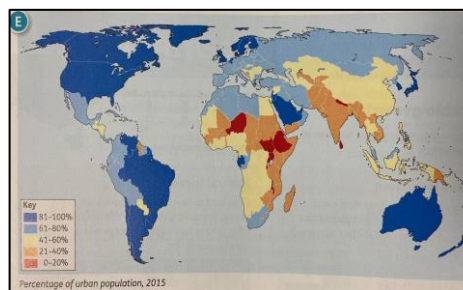 E
Key
81-100%
61-80%
41-60%
21-40%
0-20%
Percentage of urban population, 2015